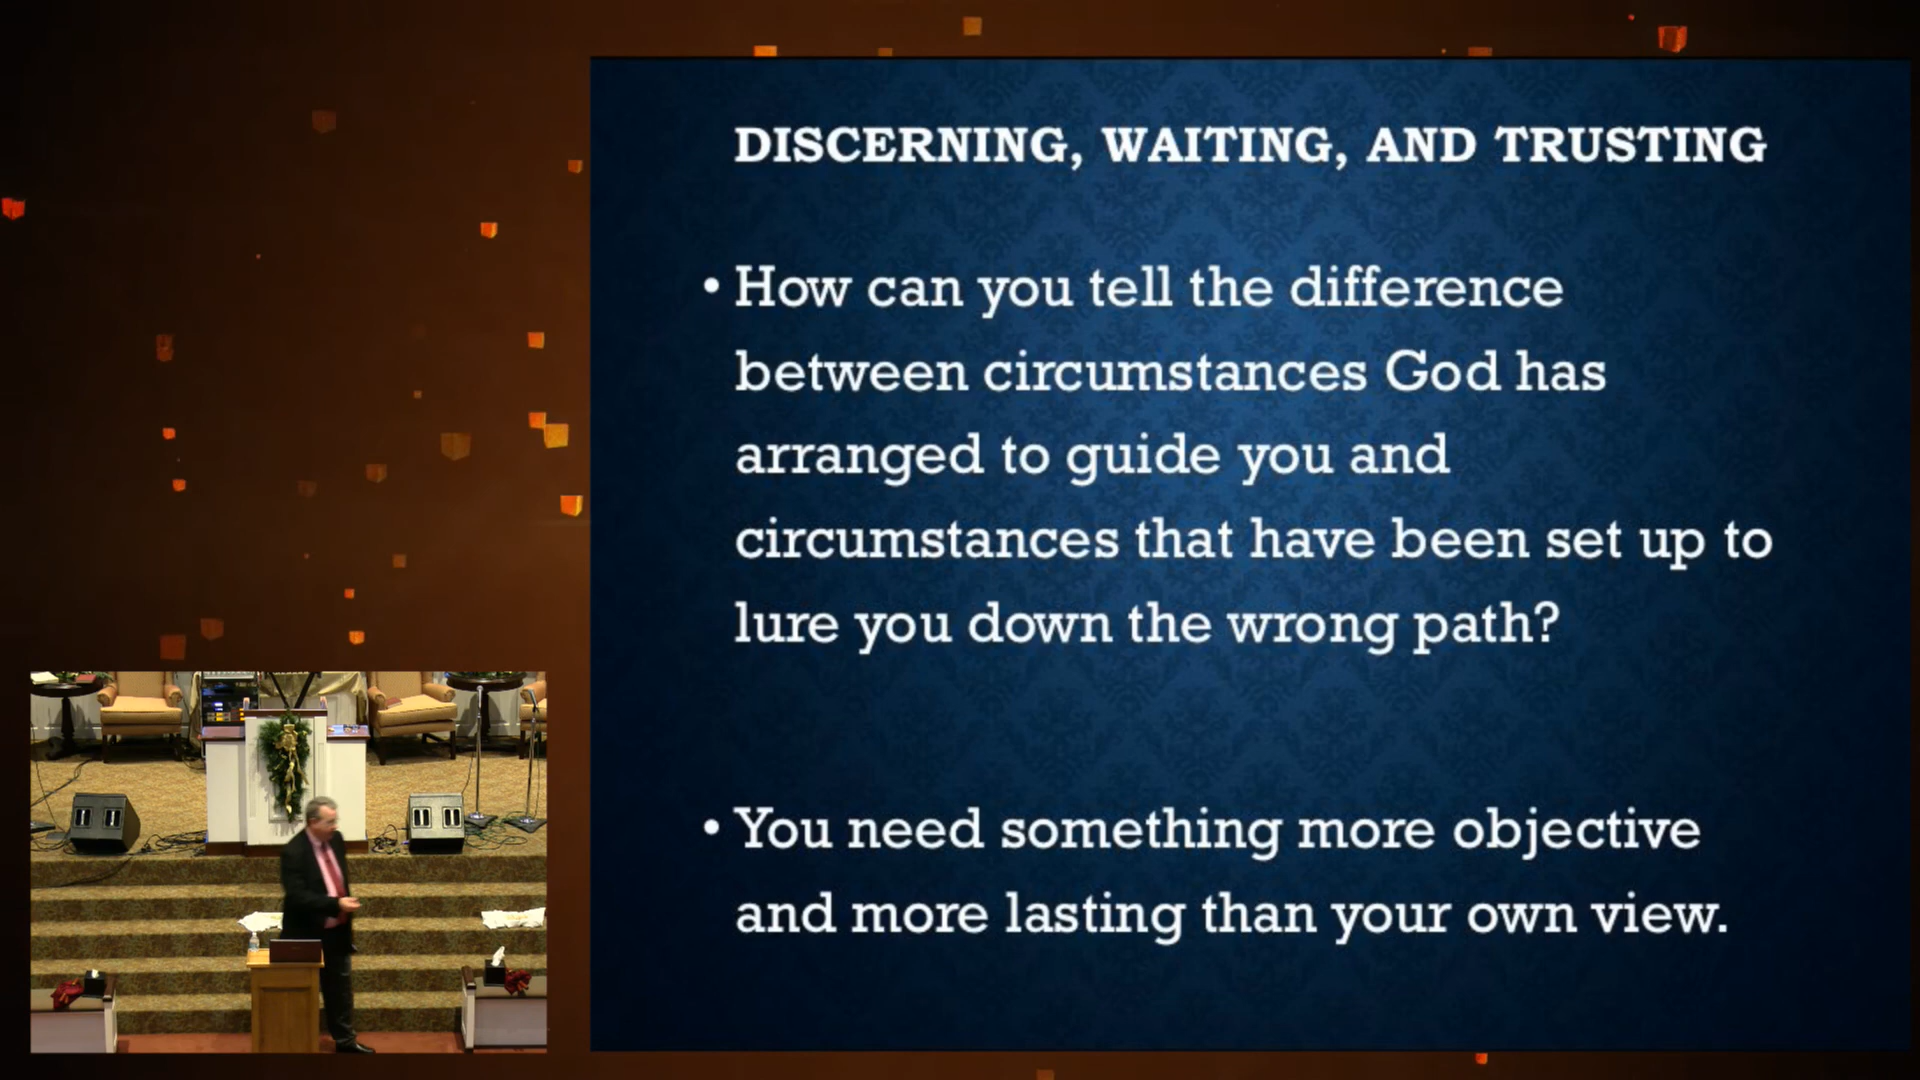 DISCERNING, WAITING, AND TRUSTING
• How can you tell the difference
between circumstances God has
arranged to guide you and
circumstances that have been set up to
lure you down the wrong path?
• You need something more objective
and more lasting than your own view.